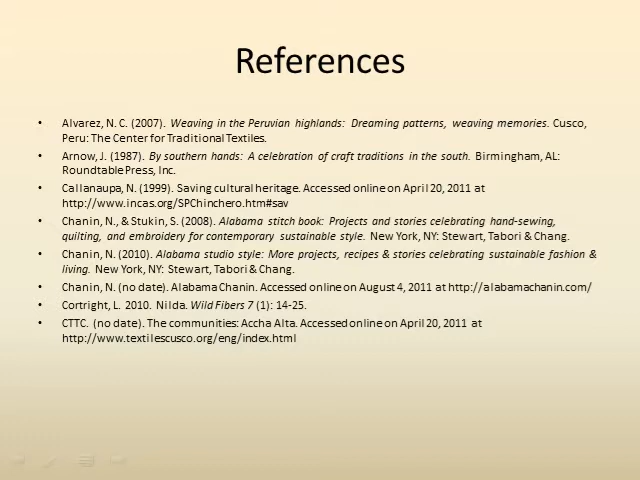 References
• Alvarez, N. C. (2007). Weaving in the Peruvian highlands: Dreaming patterns, weaving memories. Cusco,
Peru: The Center for Traditional Textiles.
• Arnow, J. (1987). By southern hands: A celebration of craft traditions in the south. Birmingham, AL:
Roundtable Press, Inc.
• Callanaupa, N. (1999). Saving cultural heritage. Accessed online on April 20, 2011 at
http://www.incas.org/SPChinchero.htm#sav
• Chanin, N., & Stukin, S. (2008). Alabama stitch book: Projects and stories celebrating hand-sewing,
quilting, and embroidery for contemporary sustainable style. New York, NY: Stewart, Tabori & Chang.
• Chanin, N. (2010). Alabama studio style: More projects, recipes & stories celebrating sustainable fashion &
living. New York, NY: Stewart, Tabori & Chang.
• Chanin, N. (no date). Alabama Chanin. Accessed online on August 4, 2011 at http://alabamachanin.com/
• Cortright, L. 2010. Nilda. Wild Fibers 7 (1): 14-25.
• CTTC. (no date). The communities: Accha Alta. Accessed online on April 20, 2011 at
http://www.textilescusco.org/eng/index.html